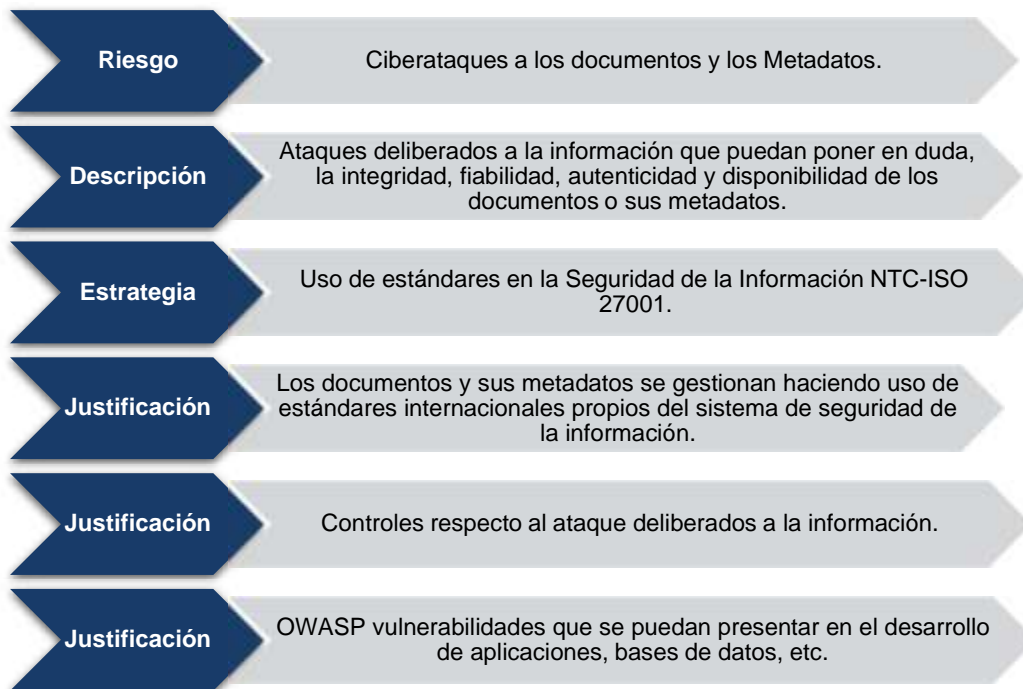 Riesgo
Ciberataques a los documentos y los Metadatos.
Descripción
Ataques deliberados a la información que puedan poner en duda,
la integridad, fiabilidad, autenticidad y disponibilidad de los
documentos o sus metadatos.
Estrategia
Uso de estándares en la Seguridad de la Información NTC-ISO
27001.
Justificación
Los documentos y sus metadatos se gestionan haciendo uso de
estándares internacionales propios del sistema de seguridad de
la información.
Justificación
Controles respecto al ataque deliberados a la información.
Justificación
OWASP vulnerabilidades que se puedan presentar en el desarrollo
de aplicaciones, bases de datos, etc.